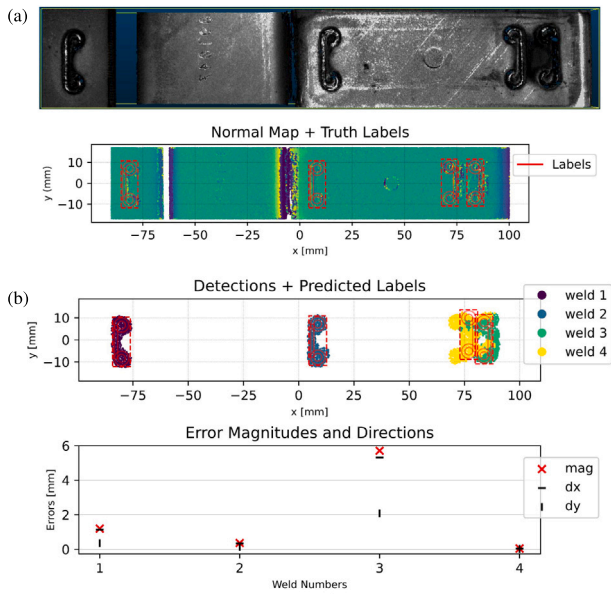 (a)
Normal Map + Truth Labels
y (mm)
10
0
−10
Labels
−75 −50 −25 0 25 50 75 100
x [mm]
(b)
Detections + Predicted Labels
y [mm]
10
0
−10
weld 1
weld 2
weld 3
weld 4
−75 −50 −25 0 25 50 75 100
x [mm]
Error Magnitudes and Directions
Errors [mm]
6
4
2
0
mag
dx
dy
1 2 3 4
Weld Numbers